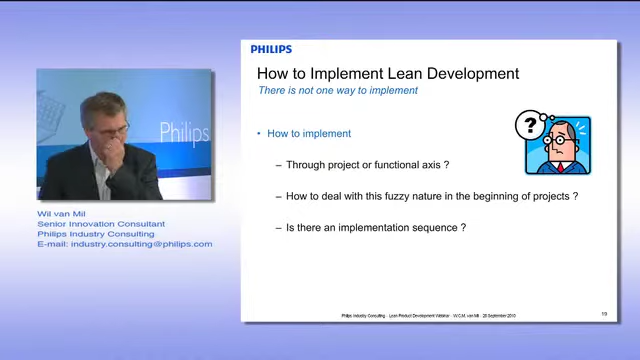 PHILIPS
How to Implement Lean Development
There is not one way to implement
• How to implement
– Through project or functional axis ?
– How to deal with this fuzzy nature in the beginning of projects ?
– Is there an implementation sequence ?
?
Philips
Wil van Mil
Senior Innovation Consultant
Philips Industry Consulting
E-mail: industry.consulting@philips.com
Philips Industry Consulting - Lean Product Development Webinar - W.C.M. van Mil - 28 September 2010
19